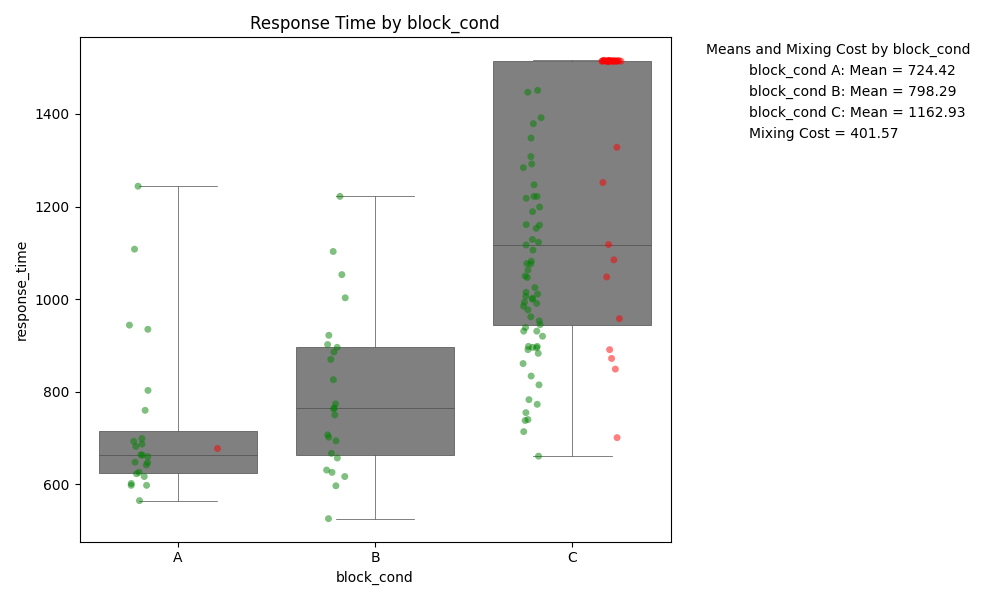 Response Time by block_cond
Means and Mixing Cost by block_cond
block_cond A: Mean = 724.42
block_cond B: Mean = 798.29
block_cond C: Mean = 1162.93
Mixing Cost = 401.57
response_time
1400
1200
1000
800
600
A
B
C
block_cond